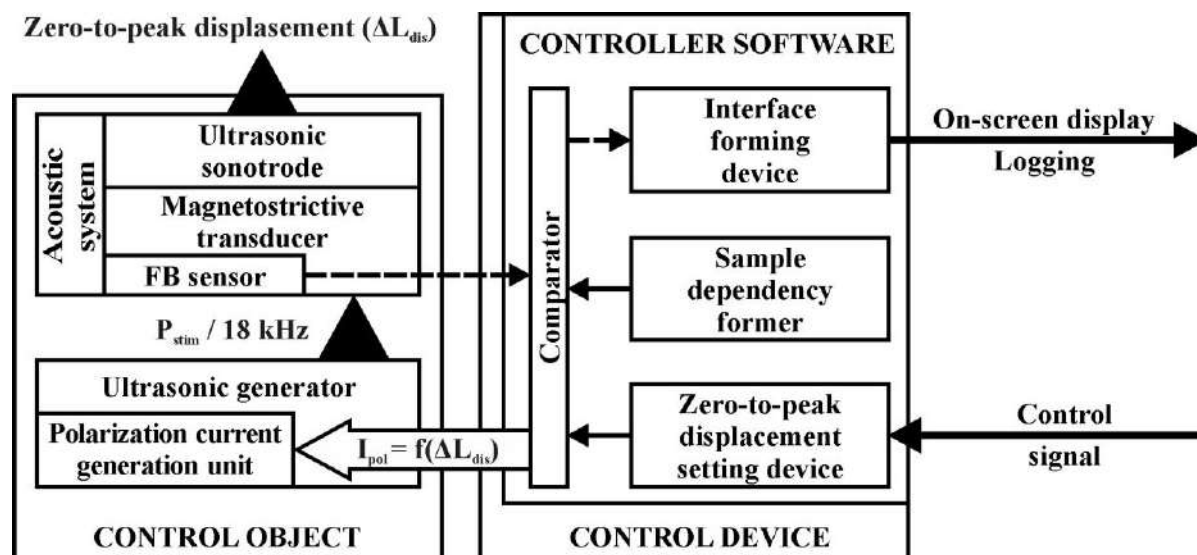 Zero-to-peak displasement (ΔL_dis)
Acoustic
system
Ultrasonic
sonotrode
Magnetostrictive
transducer
FB sensor
P_stim / 18 kHz
Ultrasonic generator
Polarization current
generation unit
I_pol = f(ΔL_dis)
CONTROL OBJECT
CONTROLLER SOFTWARE
Comparator
Interface
forming
device
Sample
dependency
former
Zero-to-peak
displacement
setting device
CONTROL DEVICE
On-screen display
Logging
Control
signal